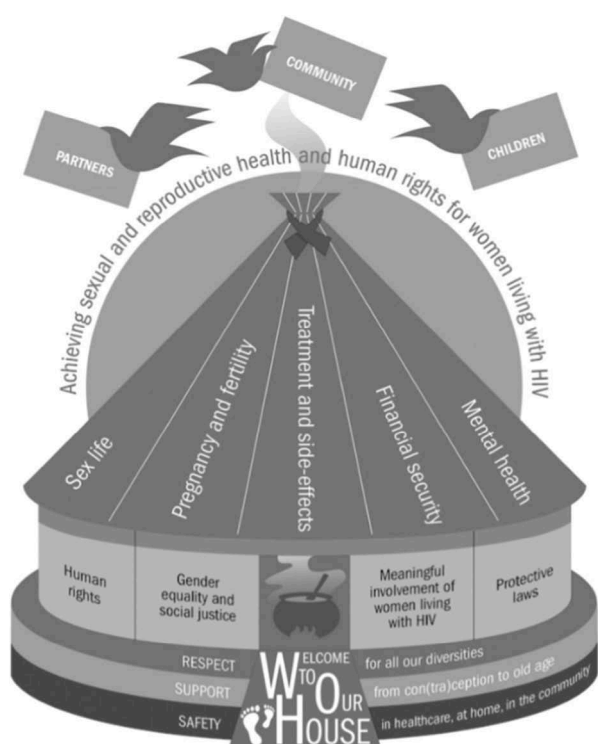 COMMUNITY
PARTNERS
CHILDREN
Achieving sexual and reproductive health and human rights for women living with HIV
Sex life
Pregnancy and fertility
Treatment and side-effects
Financial security
Mental health
Human
rights
Gender
equality and
social justice
Meaningful
involvement of
women living
with HIV
Protective
laws
RESPECT
for all our diversities
SUPPORT
from con(tra)ception to old age
SAFETY
in healthcare, at home, in the community
WELCOME
TO
OUR
HOUSE